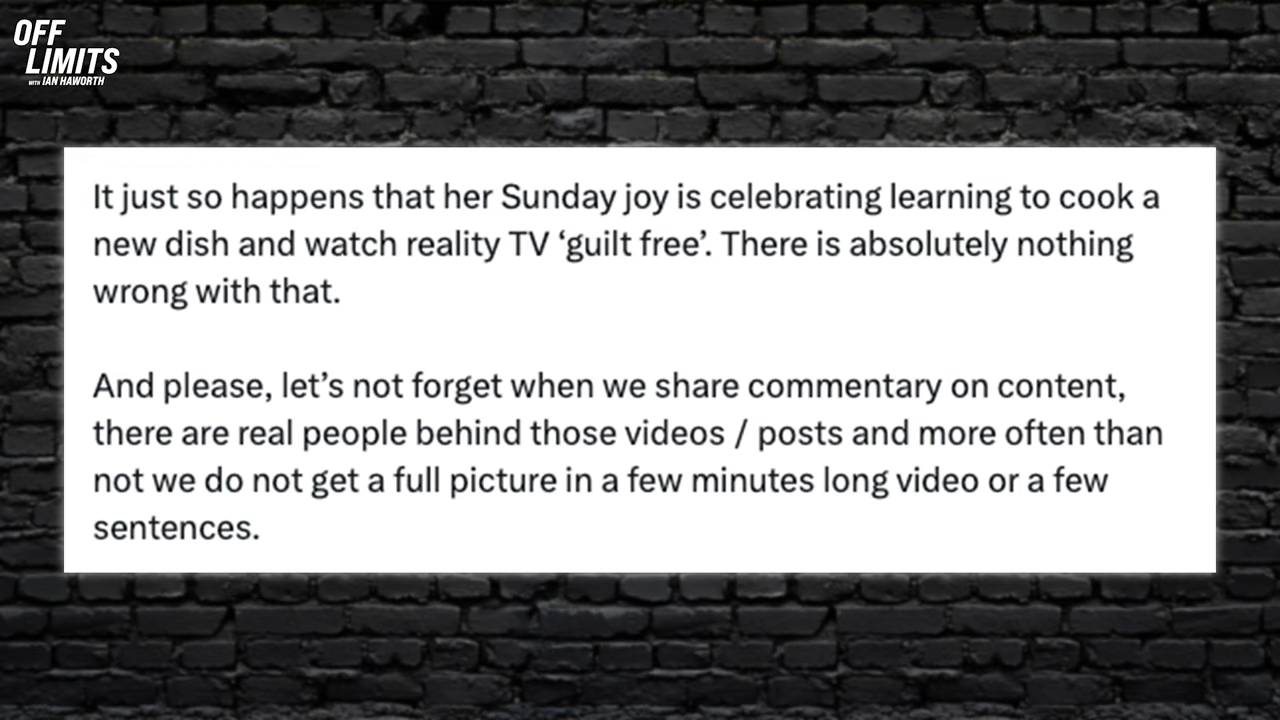 OFF
LIMITS
WITH IAN HAWORTH
It just so happens that her Sunday joy is celebrating learning to cook a
new dish and watch reality TV ‘guilt free’. There is absolutely nothing
wrong with that.
And please, let’s not forget when we share commentary on content,
there are real people behind those videos / posts and more often than
not we do not get a full picture in a few minutes long video or a few
sentences.